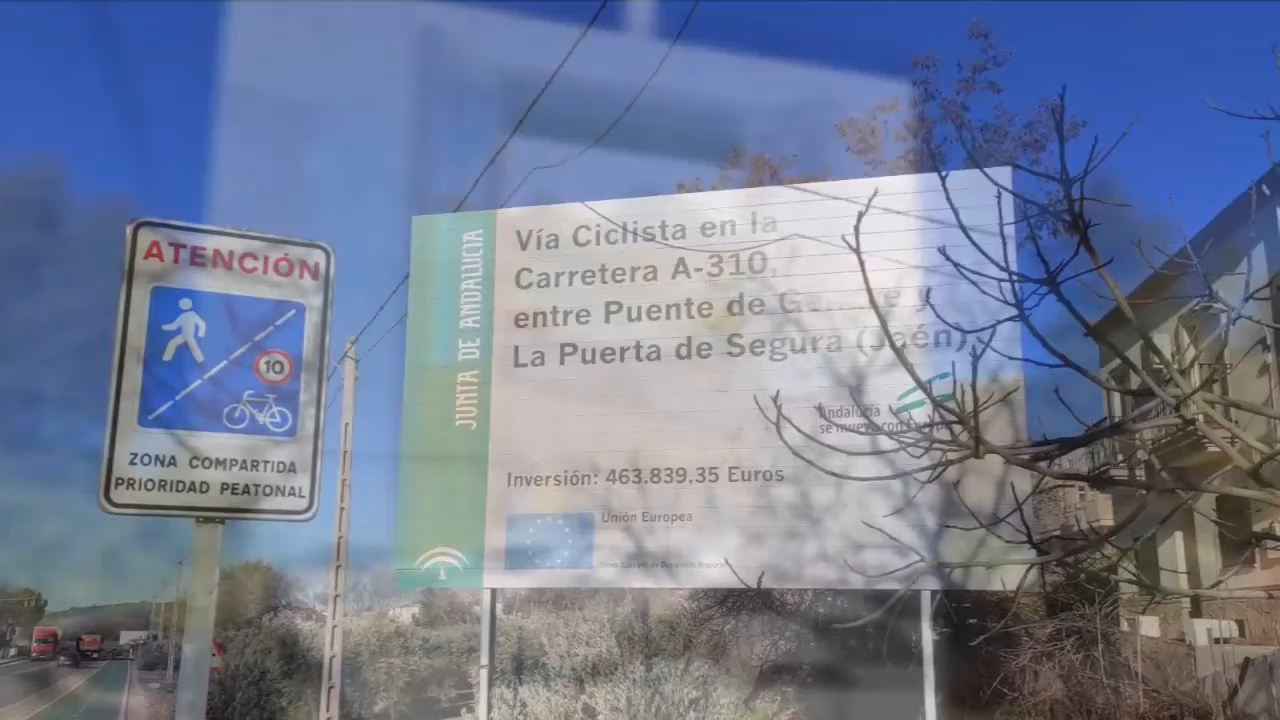 ATENCIÓN
10
ZONA COMPARTIDA
PRIORIDAD PEATONAL
JUNTA DE ANDALUCIA
Vía Ciclista en la
Carretera A-310,
entre Puente de Génave y
La Puerta de Segura (Jaén)
Andalucía
se mueve con Europa
Inversión: 463.839,35 Euros
Unión Europea